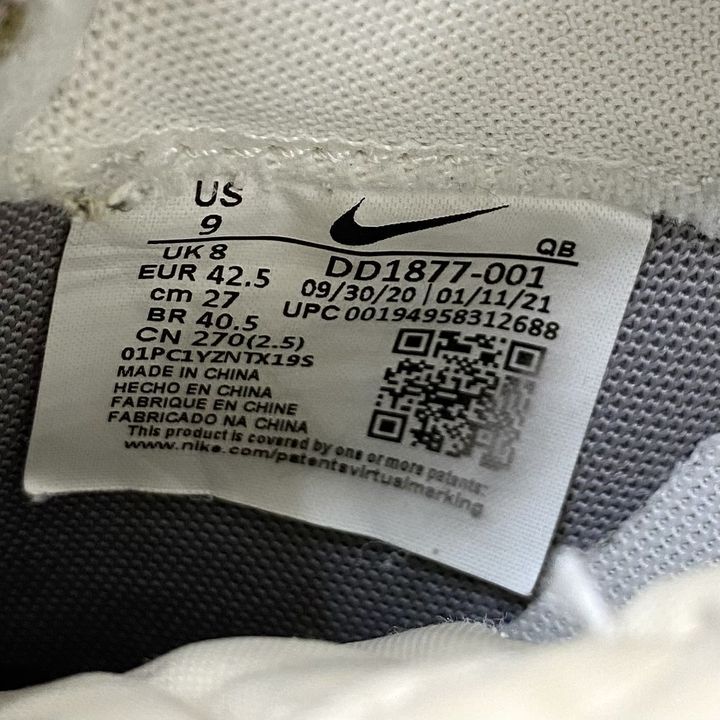 US
9
UK 8
EUR 42.5
cm 27
BR 40.5
CN 270(2.5)
01PC1YZNTX19S
MADE IN CHINA
HECHO EN CHINA
FABRIQUE EN CHINE
FABRICADO NA CHINA
This product is covered by one or more patents:
www.nike.com/patentsvirtualmarking
QB
DD1877-001
09/30/20 | 01/11/21
UPC 00194958312688